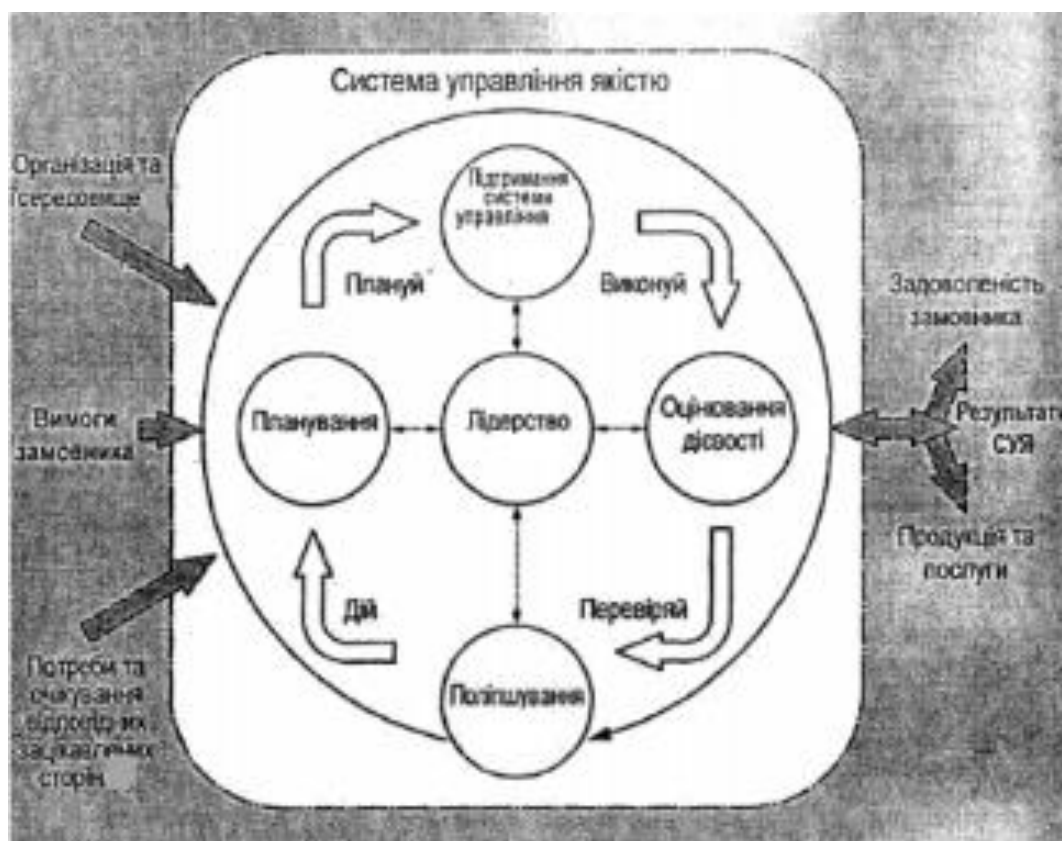 Система управління якістю
Організація та
середовище
Підтримання
система
управління
Плануй
Виконуй
Задоволеність
замовника
Вимоги
замовника
Планування
Лідерство
Оцінювання
дієвості
Результати
СУЯ
Дій
Перевіряй
Продукція та
послуги
Поліпшування
Потреби та
очікування
відповідних
зацікавлених
сторін